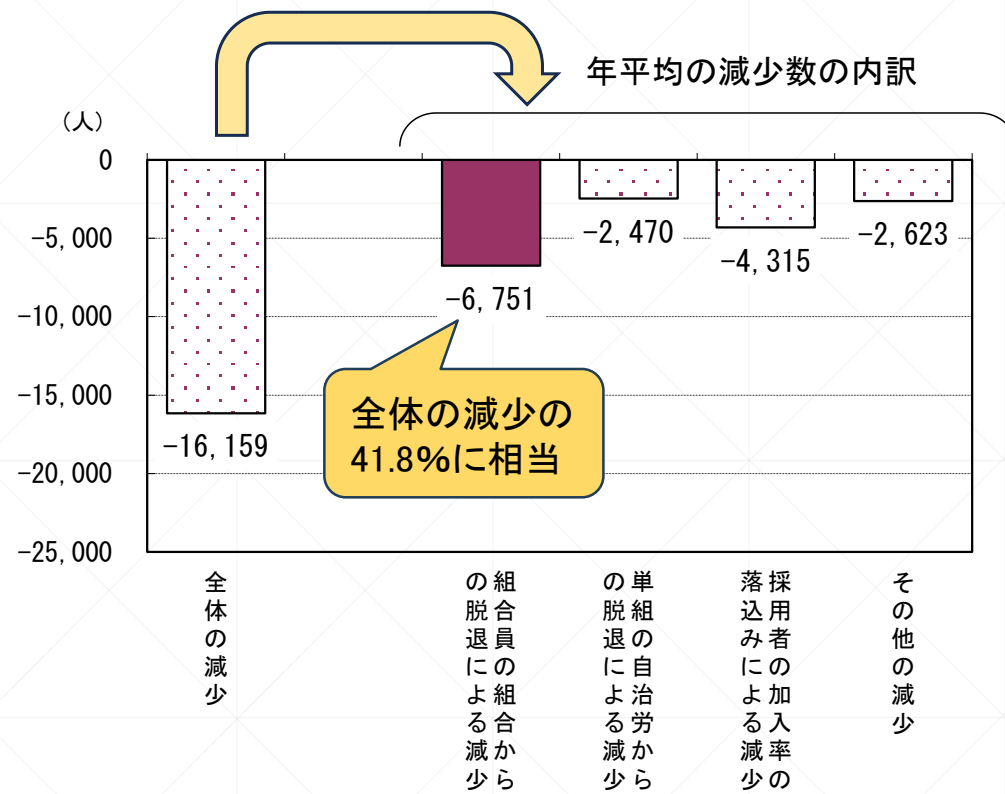 年平均の減少数の内訳
（人）
0
−5,000
−10,000
−15,000
−20,000
−25,000
−16,159
−6,751
−2,470
−4,315
−2,623
全体の減少の
41.8%に相当
全体の減少
組合員の組合から
の脱退による減少
単組の自治労から
の脱退による減少
採用者の加入率の
落込みによる減少
その他の減少